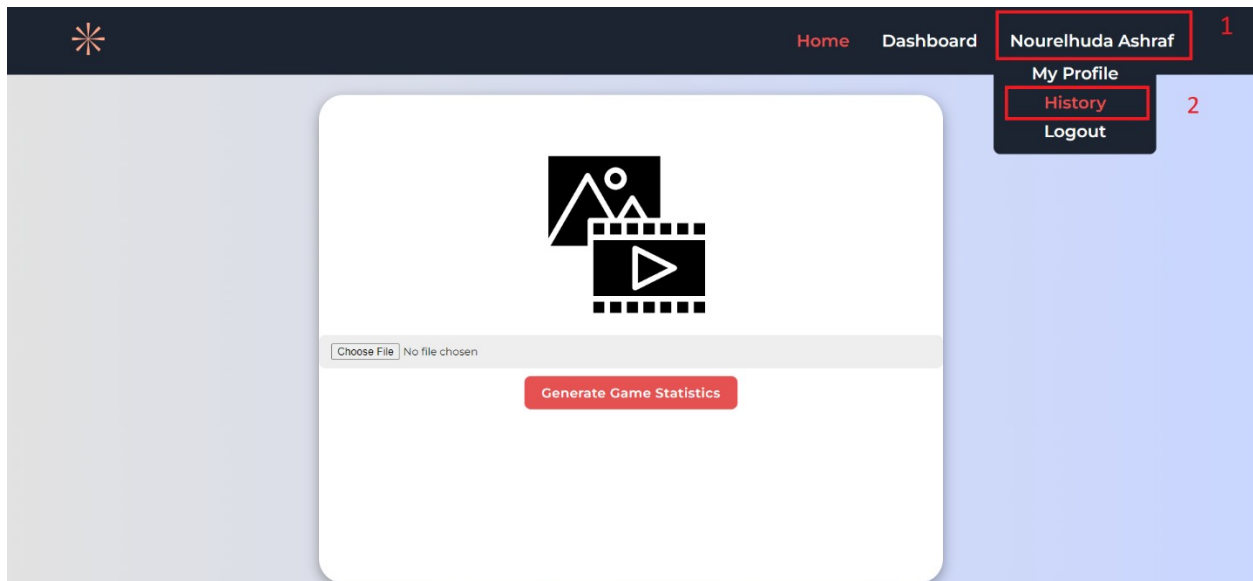 Home Dashboard Nourelhuda Ashraf 1
My Profile
History 2
Logout
Choose File No file chosen
Generate Game Statistics